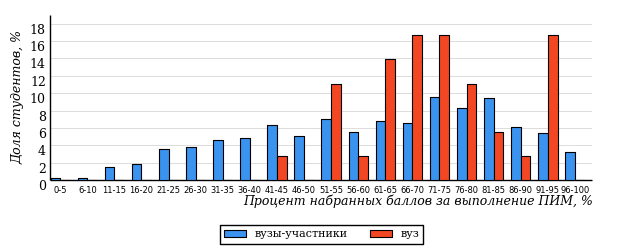 Доля студентов, %
18
16
14
12
10
8
6
4
2
0
0-5 6-10 11-15 16-20 21-25 26-30 31-35 36-40 41-45 46-50 51-55 56-60 61-65 66-70 71-75 76-80 81-85 86-90 91-95 96-100
Процент набранных баллов за выполнение ПИМ, %
вузы-участники вуз